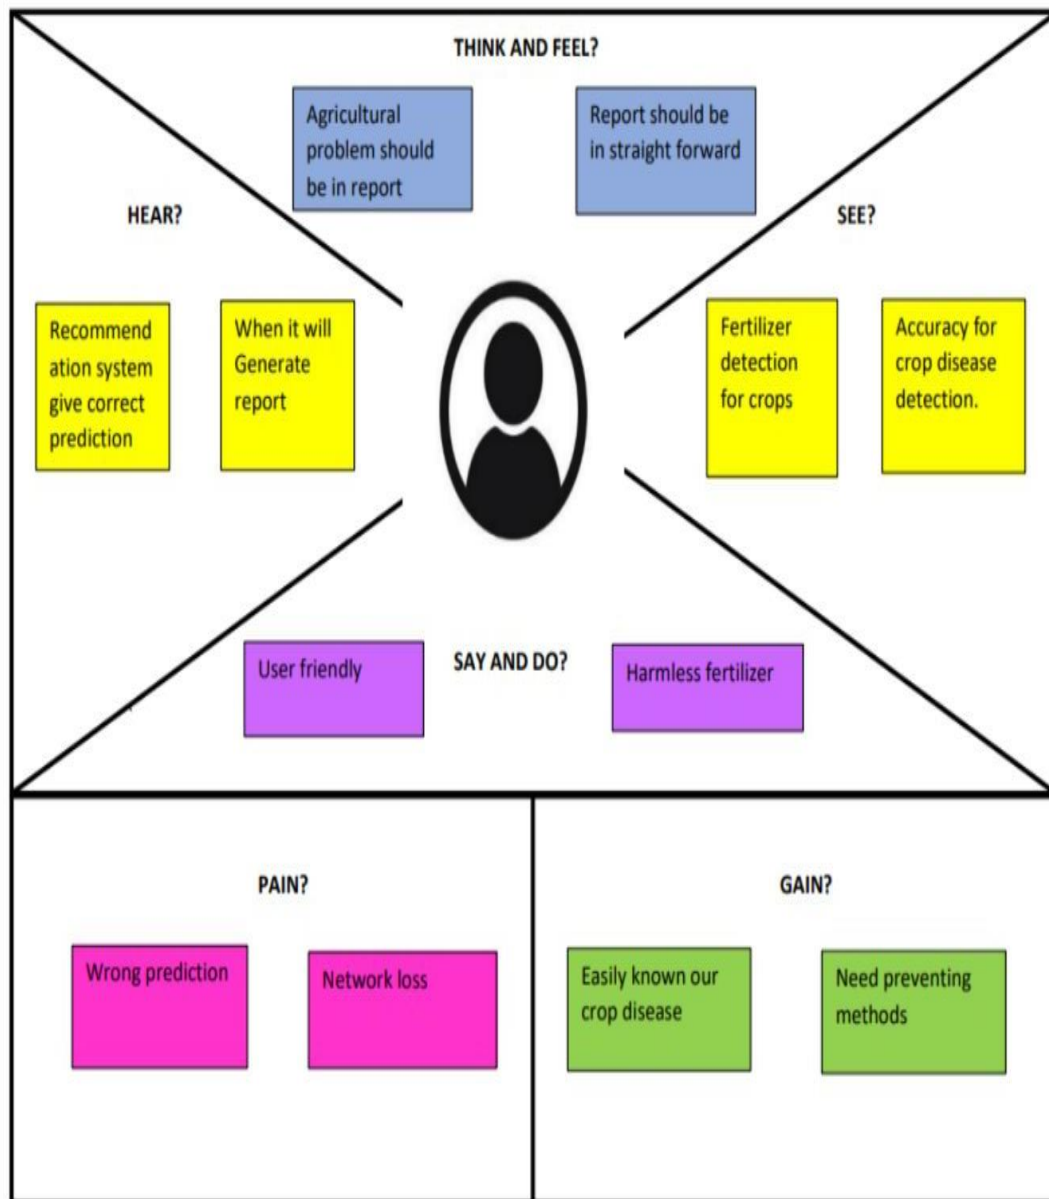 THINK AND FEEL?
Agricultural
problem should
be in report
Report should be
in straight forward
HEAR?
Recommend
ation system
give correct
prediction
When it will
Generate
report
SEE?
Fertilizer
detection
for crops
Accuracy for
crop disease
detection.
SAY AND DO?
User friendly
Harmless fertilizer
PAIN?
Wrong prediction
Network loss
GAIN?
Easily known our
crop disease
Need preventing
methods